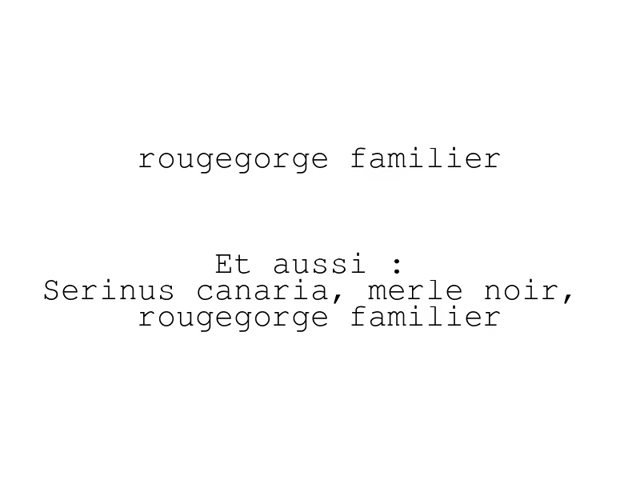 rougegorge familier
Et aussi :
Serinus canaria, merle noir,
rougegorge familier